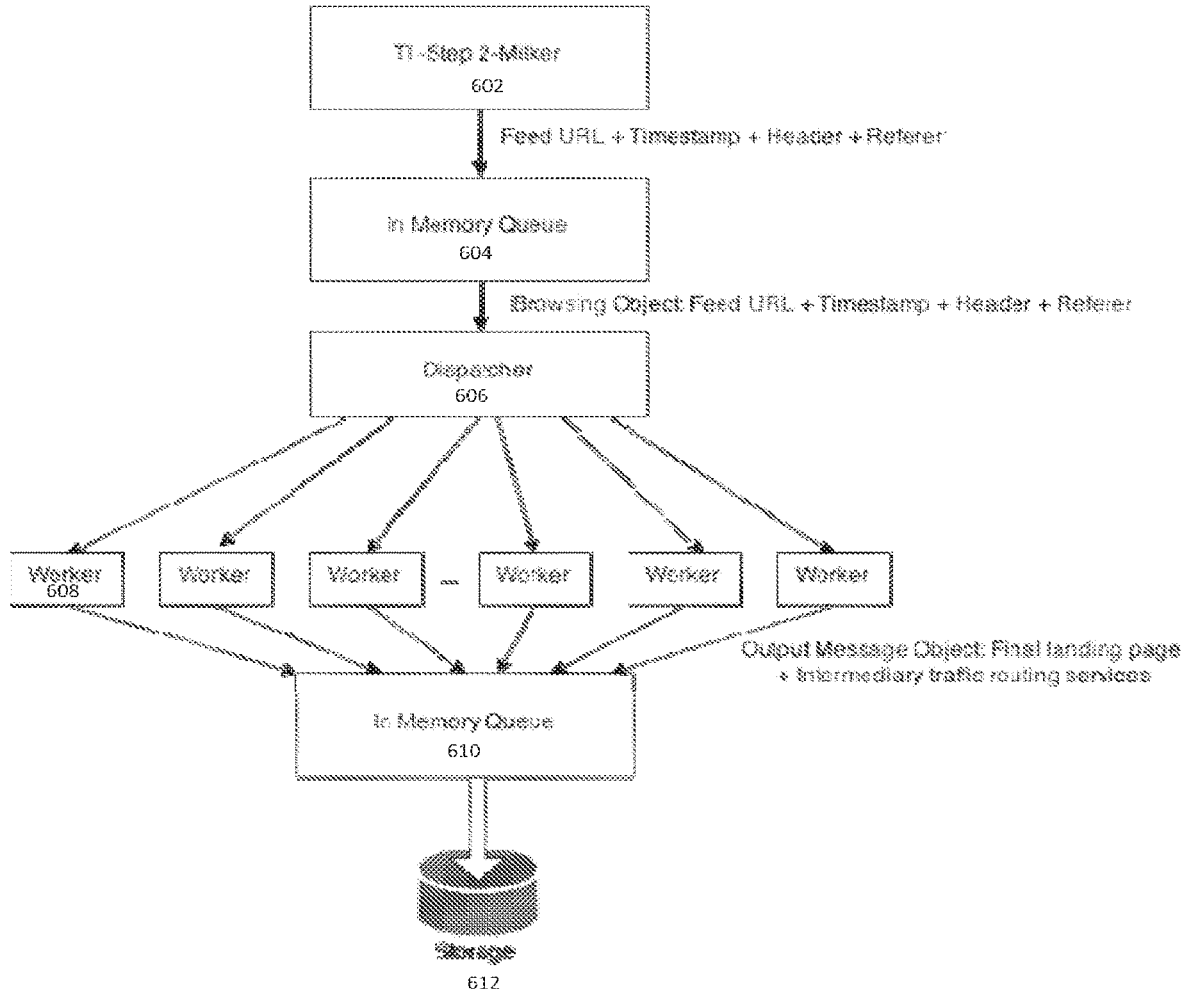 TI-Step 2-Milker
602
Feed URL + Timestamp + Header + Referer
In Memory Queue
604
Browsing Object: Feed URL + Timestamp + Header + Referer
Dispatcher
606
Worker Worker Worker – Worker Worker Worker
608
Output Message Object: Final landing page
+ Intermediary traffic routing services
In Memory Queue
610
Storage
612